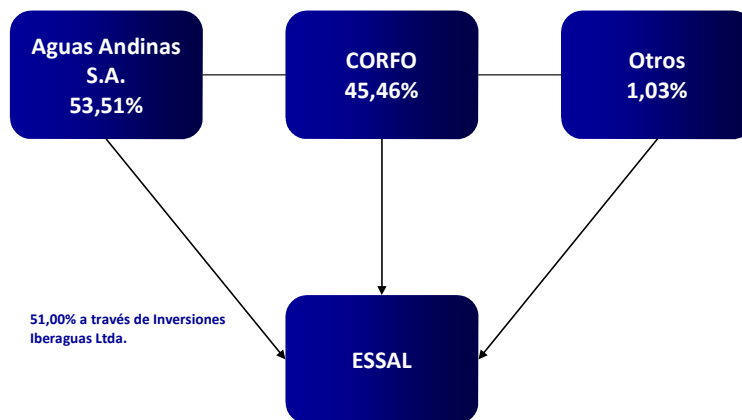 Aguas Andinas
S.A.
53,51%
CORFO
45,46%
Otros
1,03%
51,00% a través de Inversiones
Iberaguas Ltda.
ESSAL